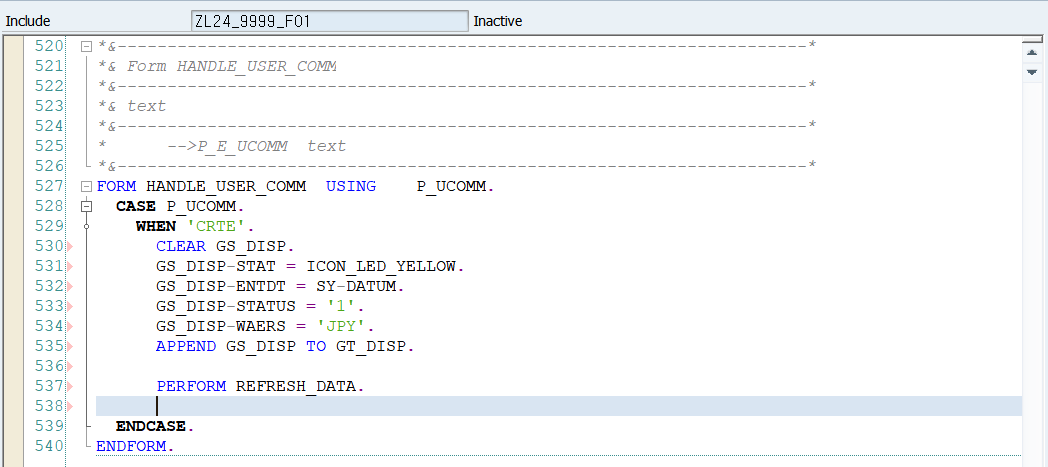 Include ZL24_9999_F01 Inactive
520 *&---------------------------------------------------------------------*
521 *& Form HANDLE_USER_COMM
522 *&---------------------------------------------------------------------*
523 *& text
524 *&---------------------------------------------------------------------*
525 *      -->P_E_UCOMM  text
526 *&---------------------------------------------------------------------*
527 FORM HANDLE_USER_COMM  USING    P_UCOMM.
528   CASE P_UCOMM.
529     WHEN 'CRTE'.
530       CLEAR GS_DISP.
531       GS_DISP-STAT = ICON_LED_YELLOW.
532       GS_DISP-ENTDT = SY-DATUM.
533       GS_DISP-STATUS = '1'.
534       GS_DISP-WAERS = 'JPY'.
535       APPEND GS_DISP TO GT_DISP.
536
537       PERFORM REFRESH_DATA.
538
539   ENDCASE.
540 ENDFORM.